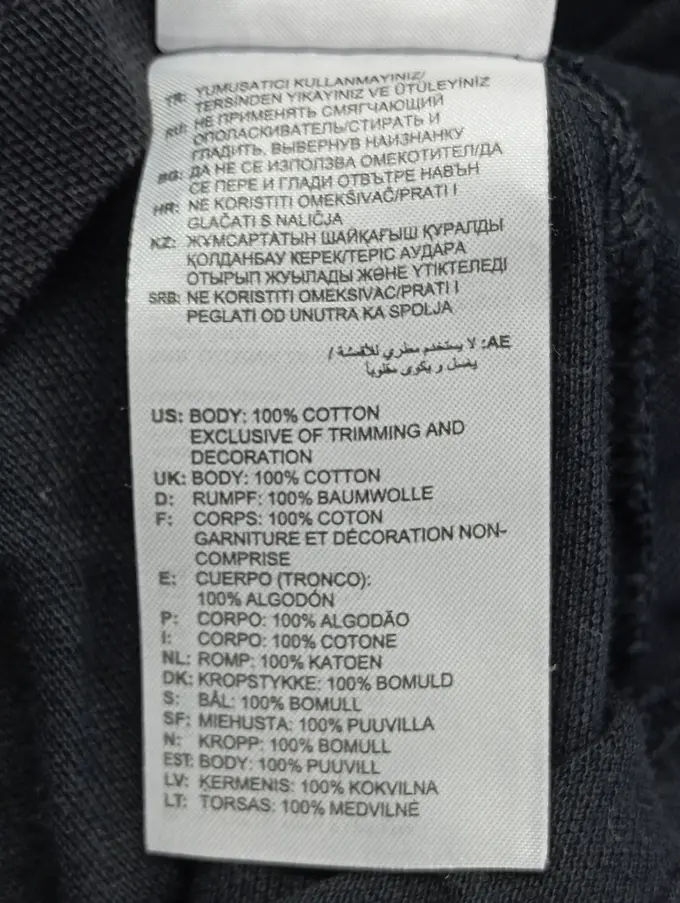 TR: YUMUŞATICI KULLANMAYINIZ/
TERSİNDEN YIKAYINIZ VE ÜTÜLEYİNİZ
RU: НЕ ПРИМЕНЯТЬ СМЯГЧАЮЩИЙ
ОПОЛАСКИВАТЕЛЬ/СТИРАТЬ И
ГЛАДИТЬ, ВЫВЕРНУВ НАИЗНАНКУ
BG: ДА НЕ СЕ ИЗПОЛЗВА ОМЕКОТИТЕЛ/ДА
СЕ ПЕРЕ И ГЛАДИ ОТВЪТРЕ НАВЪН
HR: NE KORISTITI OMEKŠIVAČ/PRATI I
GLAČATI S NALIČJA
KZ: ЖҰМСАРТАТЫН ШАЙҚАҒЫШ ҚҰРАЛДЫ
ҚОЛДАНБАУ КЕРЕК/ТЕРІС АУДАРА
ОТЫРЫП ЖУЫЛАДЫ ЖӘНЕ ҮТІКТЕЛЕДІ
SRB: NE KORISTITI OMEKSIVAC/PRATI I
PEGLATI OD UNUTRA KA SPOLJA
AE: لا يستخدم مطري للأقمشة /
يغسل و يكوى مقلوباً
US: BODY: 100% COTTON
EXCLUSIVE OF TRIMMING AND
DECORATION
UK: BODY: 100% COTTON
D: RUMPF: 100% BAUMWOLLE
F: CORPS: 100% COTON
GARNITURE ET DÉCORATION NON-
COMPRISE
E: CUERPO (TRONCO):
100% ALGODÓN
P: CORPO: 100% ALGODÃO
I: CORPO: 100% COTONE
NL: ROMP: 100% KATOEN
DK: KROPSTYKKE: 100% BOMULD
S: BÅL: 100% BOMULL
SF: MIEHUSTA: 100% PUUVILLA
N: KROPP: 100% BOMULL
EST: BODY: 100% PUUVILL
LV: ĶERMENIS: 100% KOKVILNA
LT: TORSAS: 100% MEDVILNĖ